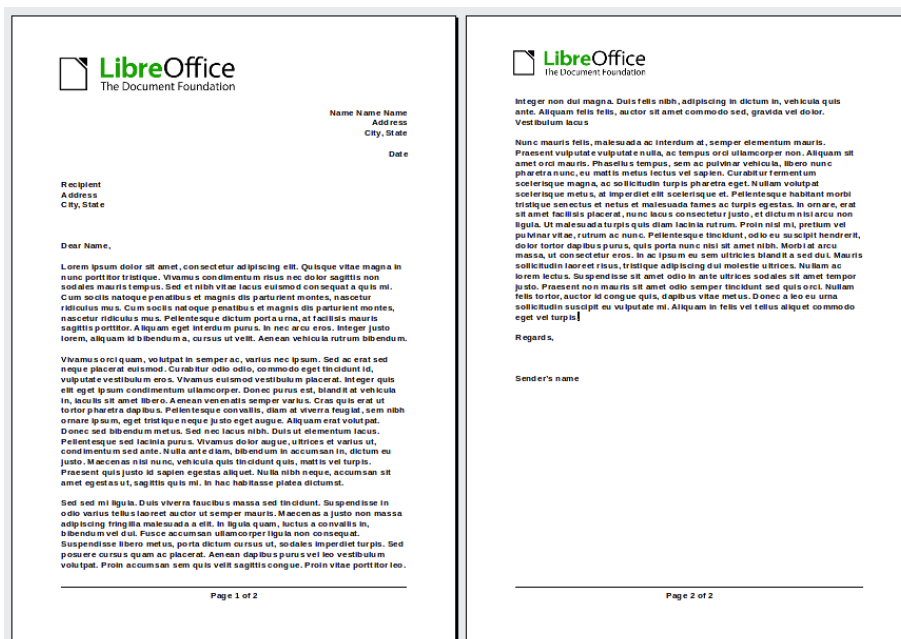 LibreOffice
The Document Foundation
Name Name Name
Address
City, State
Date
Recipient
Address
City, State
Dear Name,
Lorem ipsum dolor sit amet, consectetur adipiscing elit. Quisque vitae magna in
nunc porttitor tristique. Vivamus condimentum risus nec dolor sagittis non
sodales mauris tempus. Sed et nibh vitae lacus euismod consequat a quis mi.
Cum sociis natoque penatibus et magnis dis parturient montes, nascetur
ridiculus mus. Cum sociis natoque penatibus et magnis dis parturient montes,
nascetur ridiculus mus. Pellentesque dictum porta urna, at facilisis mauris
sagittis porttitor. Aliquam eget interdum purus. In nec arcu eros. Integer justo
lorem, aliquam id bibendum a, cursus ut velit. Aenean vehicula rutrum bibendum.
Vivamus orci quam, volutpat in semper ac, varius nec ipsum. Sed ac erat sed
neque placerat euismod. Curabitur odio odio, commodo eget tincidunt id,
vulputate vestibulum eros. Vivamus euismod vestibulum placerat. Integer quis
elit eget ipsum condimentum ullamcorper. Donec purus est, blandit at vehicula
in, iaculis sit amet libero. Aenean venenatis semper varius. Cras quis erat ut
tortor pharetra dapibus. Pellentesque convallis, diam at viverra feugiat, sem nibh
ornare ipsum, eget tristique neque justo eget augue. Aliquam erat volutpat.
Donec sed bibendum metus. Sed nec lacus nibh. Duis ut elementum lacus.
Pellentesque sed lacinia purus. Vivamus dolor augue, ultrices et varius ut,
condimentum sed ante. Nulla ante diam, bibendum in accumsan in, dictum eu
justo. Maecenas nisi nunc, vehicula quis tincidunt quis, mattis vel turpis.
Praesent quis justo id sapien egestas aliquet. Nulla nibh neque, accumsan sit
amet egestas ut, sagittis quis mi. In hac habitasse platea dictumst.
Sed sed mi ligula. Duis viverra faucibus massa sed tincidunt. Suspendisse in
odio varius tellus laoreet auctor ut semper mauris. Maecenas a justo non massa
adipiscing fringilla malesuada a elit. In ligula quam, luctus a convallis in,
bibendum vel dui. Fusce accumsan ullamcorper ligula non consequat.
Suspendisse libero metus, porta dictum cursus ut, sodales imperdiet turpis. Sed
posuere cursus quam ac placerat. Aenean dapibus purus vel leo vestibulum
volutpat. Proin accumsan sem quis velit sagittis congue. Proin vitae porttitor leo.
Page 1 of 2
LibreOffice
The Document Foundation
Integer non dui magna. Duis felis nibh, adipiscing in dictum in, vehicula quis
ante. Aliquam felis felis, auctor sit amet commodo sed, gravida vel dolor.
Vestibulum lacus
Nunc mauris felis, malesuada ac interdum at, semper elementum mauris.
Praesent vulputate vulputate nulla, ac tempus orci ullamcorper non. Aliquam sit
amet orci mauris. Phasellus tempus, sem ac pulvinar vehicula, libero nunc
pharetra nunc, eu mattis metus lectus vel sapien. Curabitur fermentum
scelerisque magna, ac sollicitudin turpis pharetra eget. Nullam volutpat
scelerisque metus, at imperdiet elit scelerisque et. Pellentesque habitant morbi
tristique senectus et netus et malesuada fames ac turpis egestas. In ornare, erat
sit amet facilisis placerat, nunc lacus consectetur justo, et dictum nisi arcu non
ligula. Ut malesuada turpis quis diam lacinia rutrum. Proin nisl mi, pretium vel
pulvinar vitae, rutrum ac nunc. Pellentesque tincidunt, odio eu suscipit hendrerit,
dolor tortor dapibus purus, quis porta nunc nisi sit amet nibh. Morbi at arcu
massa, ut consectetur eros. In ac ipsum eu sem ultricies blandit a sed dui. Mauris
sollicitudin laoreet risus, tristique adipiscing dui molestie ultrices. Nullam ac
lorem lectus. Suspendisse sit amet odio in ante ultrices sodales sit amet tempor
justo. Praesent non mauris sit amet odio semper tincidunt sed quis orci. Nullam
felis tortor, auctor id congue quis, dapibus vitae metus. Donec a leo eu urna
sollicitudin suscipit eu vulputate mi. Aliquam in felis vel tellus aliquet commodo
eget vel turpis.
Regards,
Sender's name
Page 2 of 2